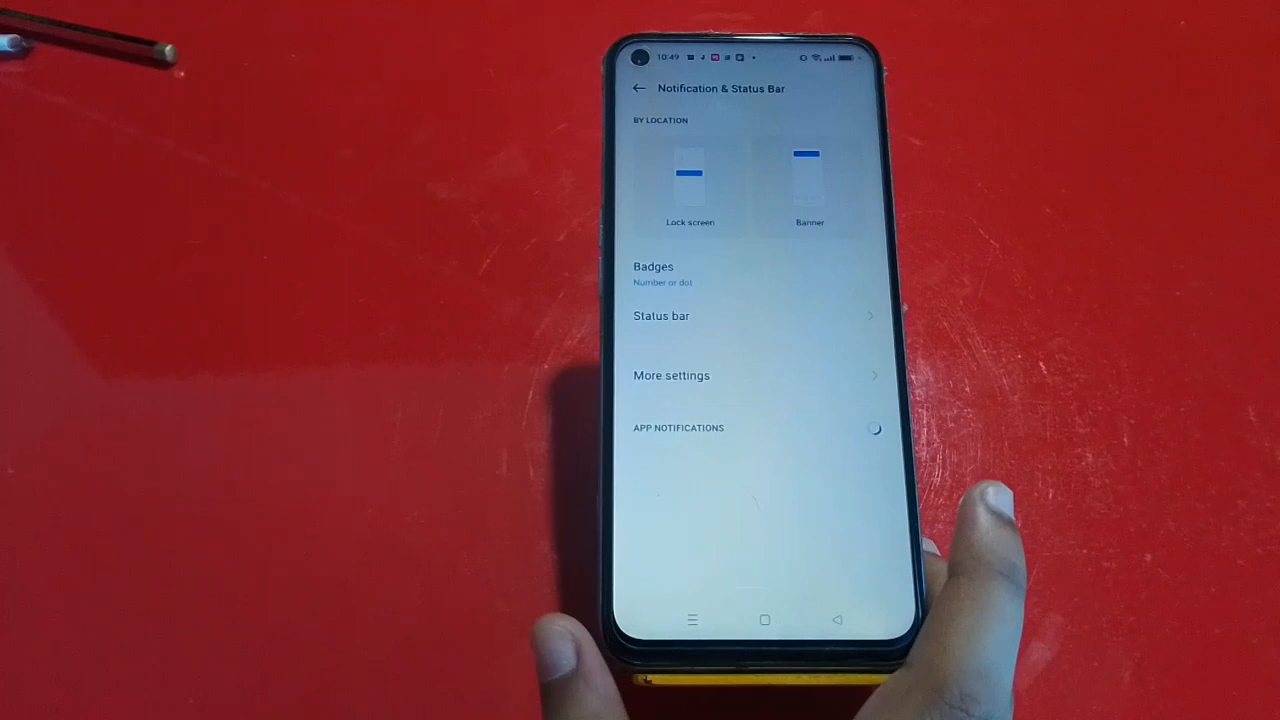 10:49
Notification & Status Bar
BY LOCATION
Lock screen
Banner
Badges
Number or dot
Status bar
More settings
APP NOTIFICATIONS